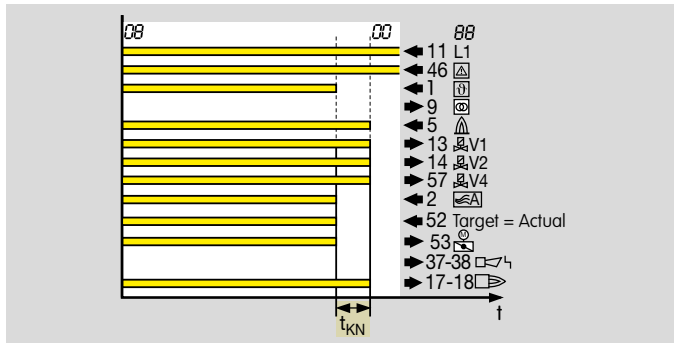 08 00 88
11 L1
46
1 ϑ
9
5
13 V1
14 V2
57 V4
2 A
52 Target = Actual
53 M
37-38
17-18
t
tKN